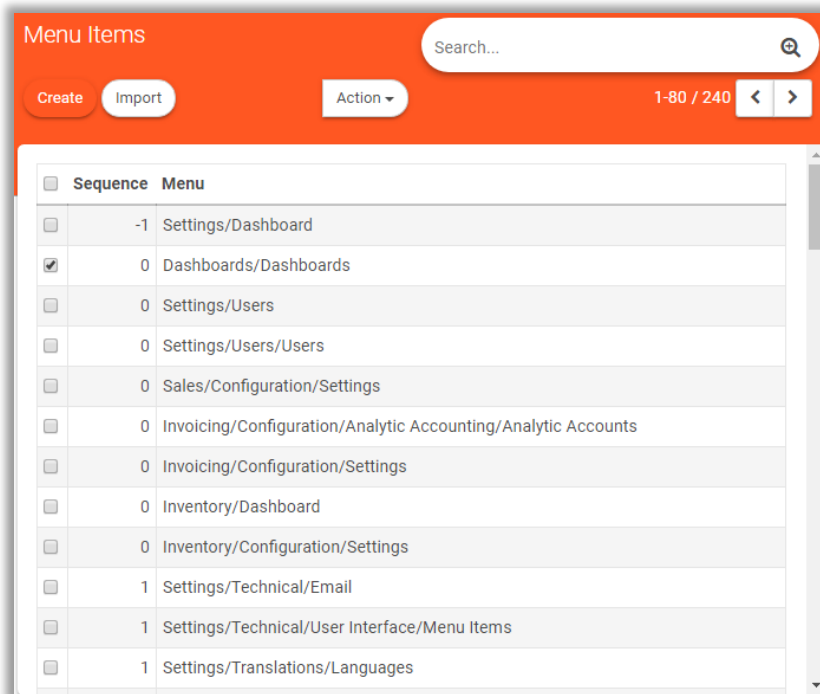 Menu Items
Search...
Create Import Action 1-80 / 240
Sequence Menu
-1 Settings/Dashboard
0 Dashboards/Dashboards
0 Settings/Users
0 Settings/Users/Users
0 Sales/Configuration/Settings
0 Invoicing/Configuration/Analytic Accounting/Analytic Accounts
0 Invoicing/Configuration/Settings
0 Inventory/Dashboard
0 Inventory/Configuration/Settings
1 Settings/Technical/Email
1 Settings/Technical/User Interface/Menu Items
1 Settings/Translations/Languages